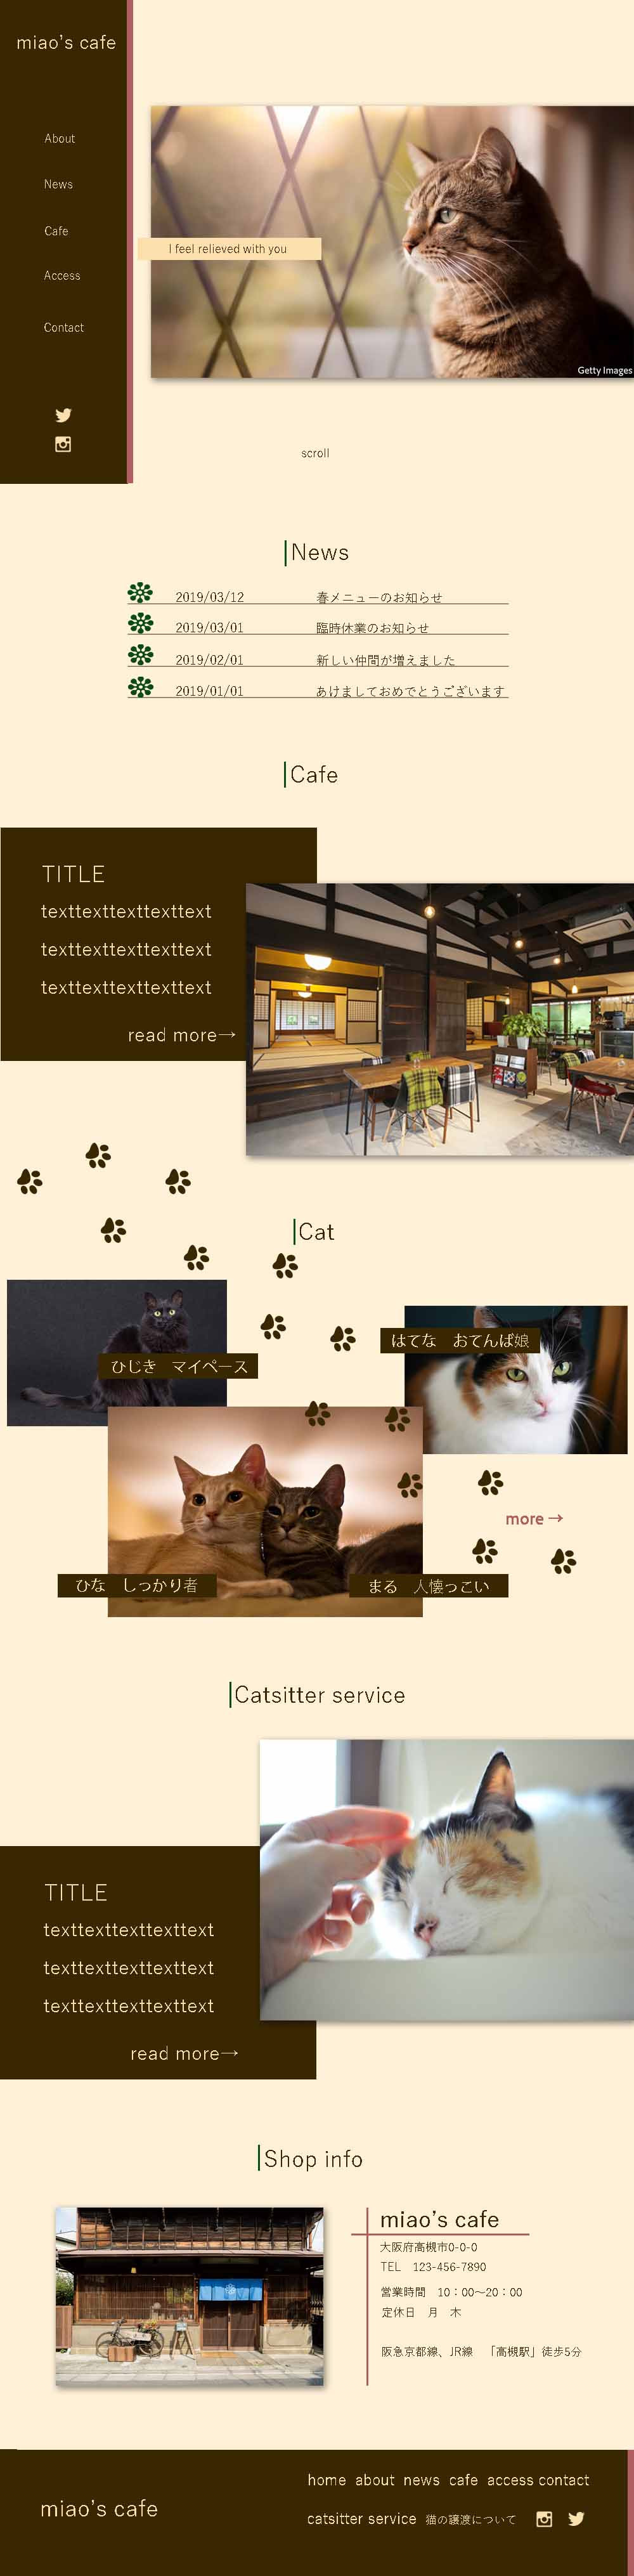 miao's cafe
About
News
Cafe
Access
Contact
I feel relieved with you
Getty Images
scroll
News
2019/03/12 春メニューのお知らせ
2019/03/01 臨時休業のお知らせ
2019/02/01 新しい仲間が増えました
2019/01/01 あけましておめでとうございます
Cafe
TITLE
texttexttexttexttext
texttexttexttexttext
texttexttexttexttext
read more→
Cat
ひじき　マイペース
はてな　おてんば娘
ひな　しっかり者
まる　人懐っこい
more →
Catsitter service
TITLE
texttexttexttexttext
texttexttexttexttext
texttexttexttexttext
read more→
Shop info
miao's cafe
大阪府高槻市0-0-0
TEL　123-456-7890
営業時間　10：00～20：00
定休日　月　木
阪急京都線、JR線　「高槻駅」徒歩5分
miao's cafe
home about news cafe access contact
catsitter service 猫の譲渡について